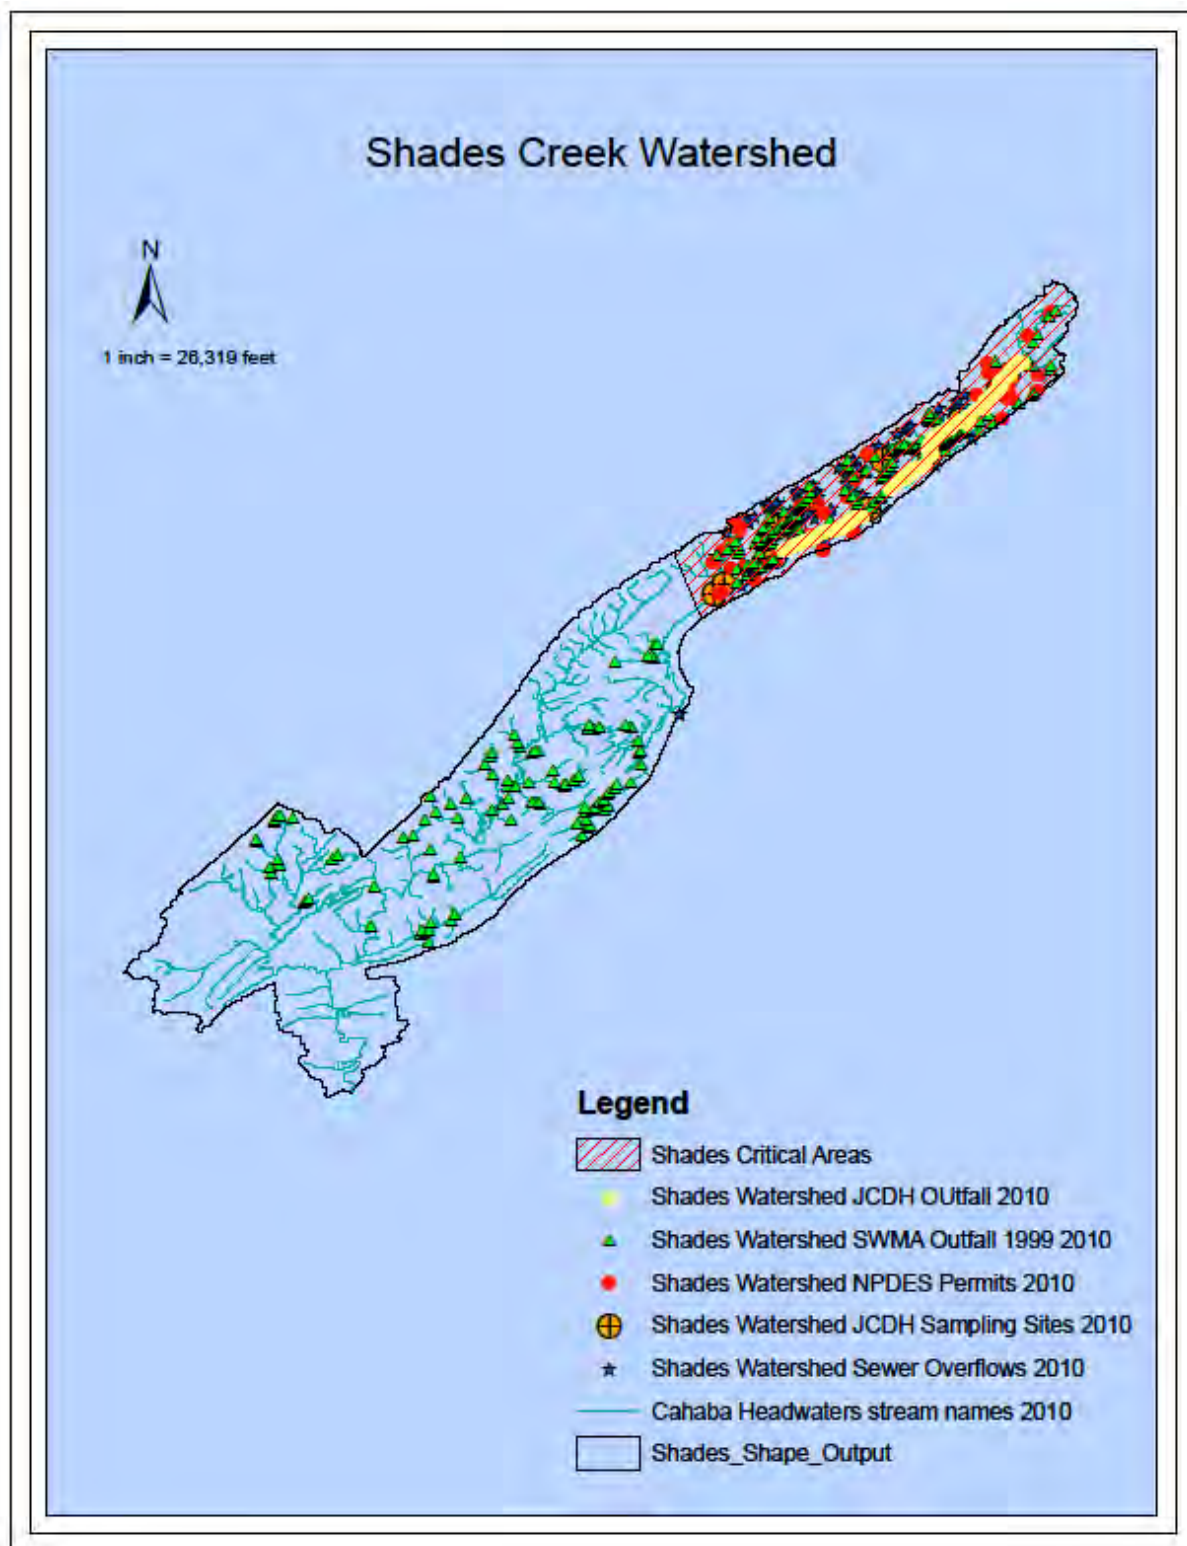 Shades Creek Watershed
N
1 inch = 26,319 feet
Legend
Shades Critical Areas
Shades Watershed JCDH OUtfall 2010
Shades Watershed SWMA Outfall 1999 2010
Shades Watershed NPDES Permits 2010
Shades Watershed JCDH Sampling Sites 2010
Shades Watershed Sewer Overflows 2010
Cahaba Headwaters stream names 2010
Shades_Shape_Output